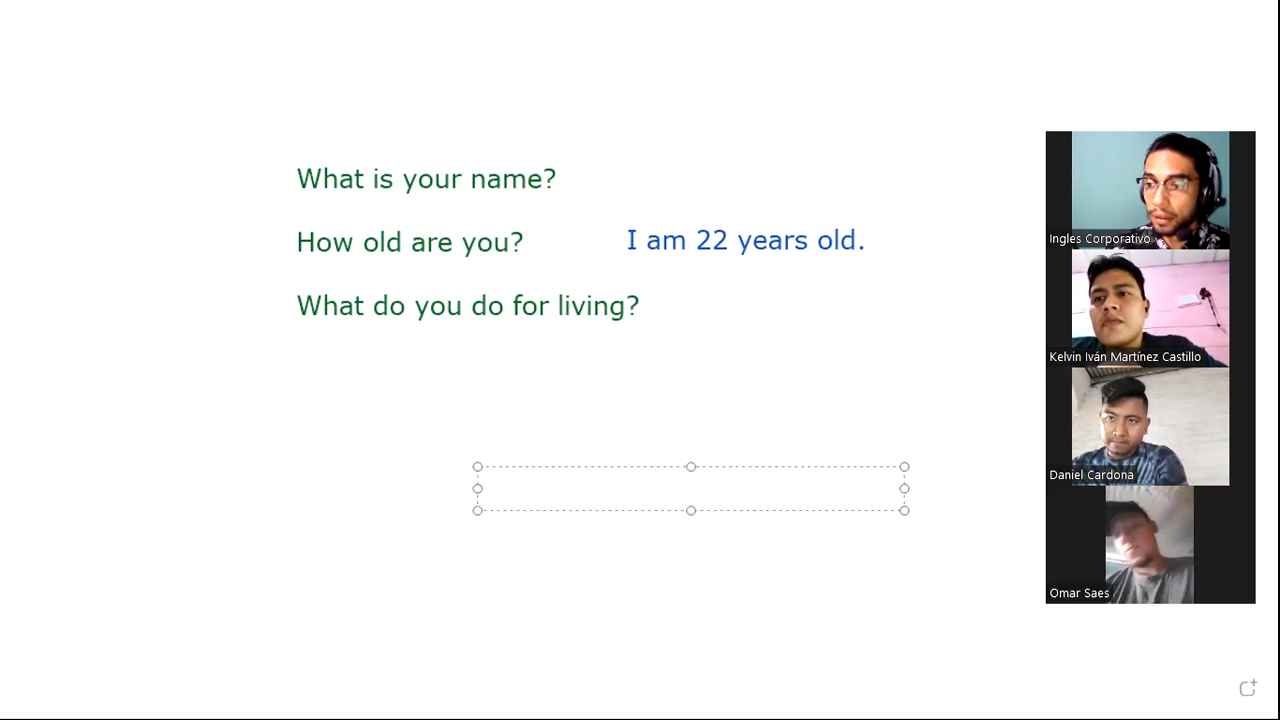 What is your name?
How old are you?
I am 22 years old.
What do you do for living?
Ingles Corporativo
Kelvin Iván Martínez Castillo
Daniel Cardona
Omar Saes